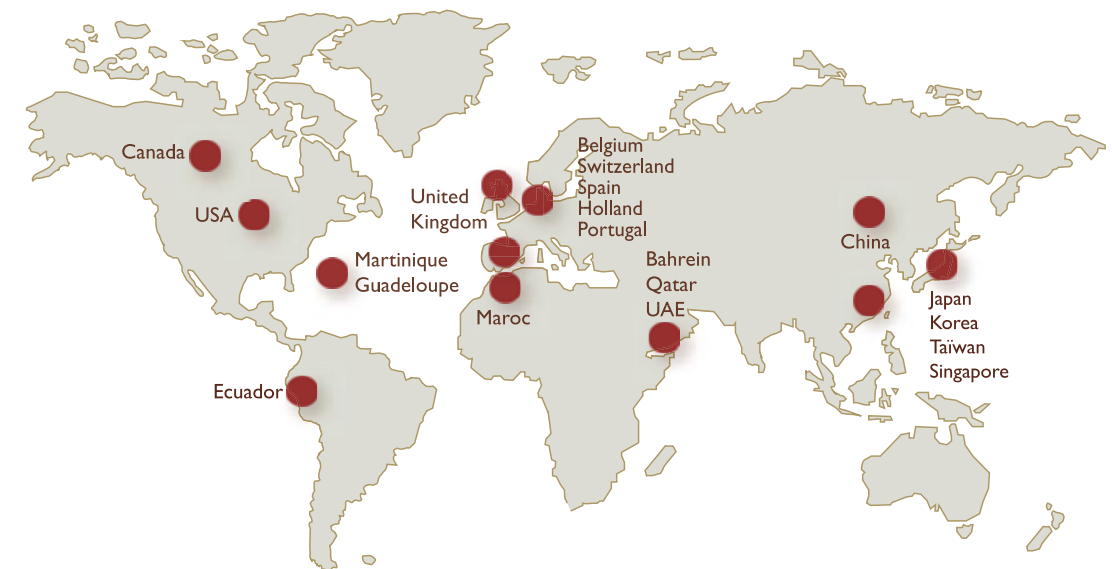 Canada
USA
Martinique
Guadeloupe
Ecuador
United
Kingdom
Maroc
Belgium
Switzerland
Spain
Holland
Portugal
Bahrein
Qatar
UAE
China
Japan
Korea
Taïwan
Singapore